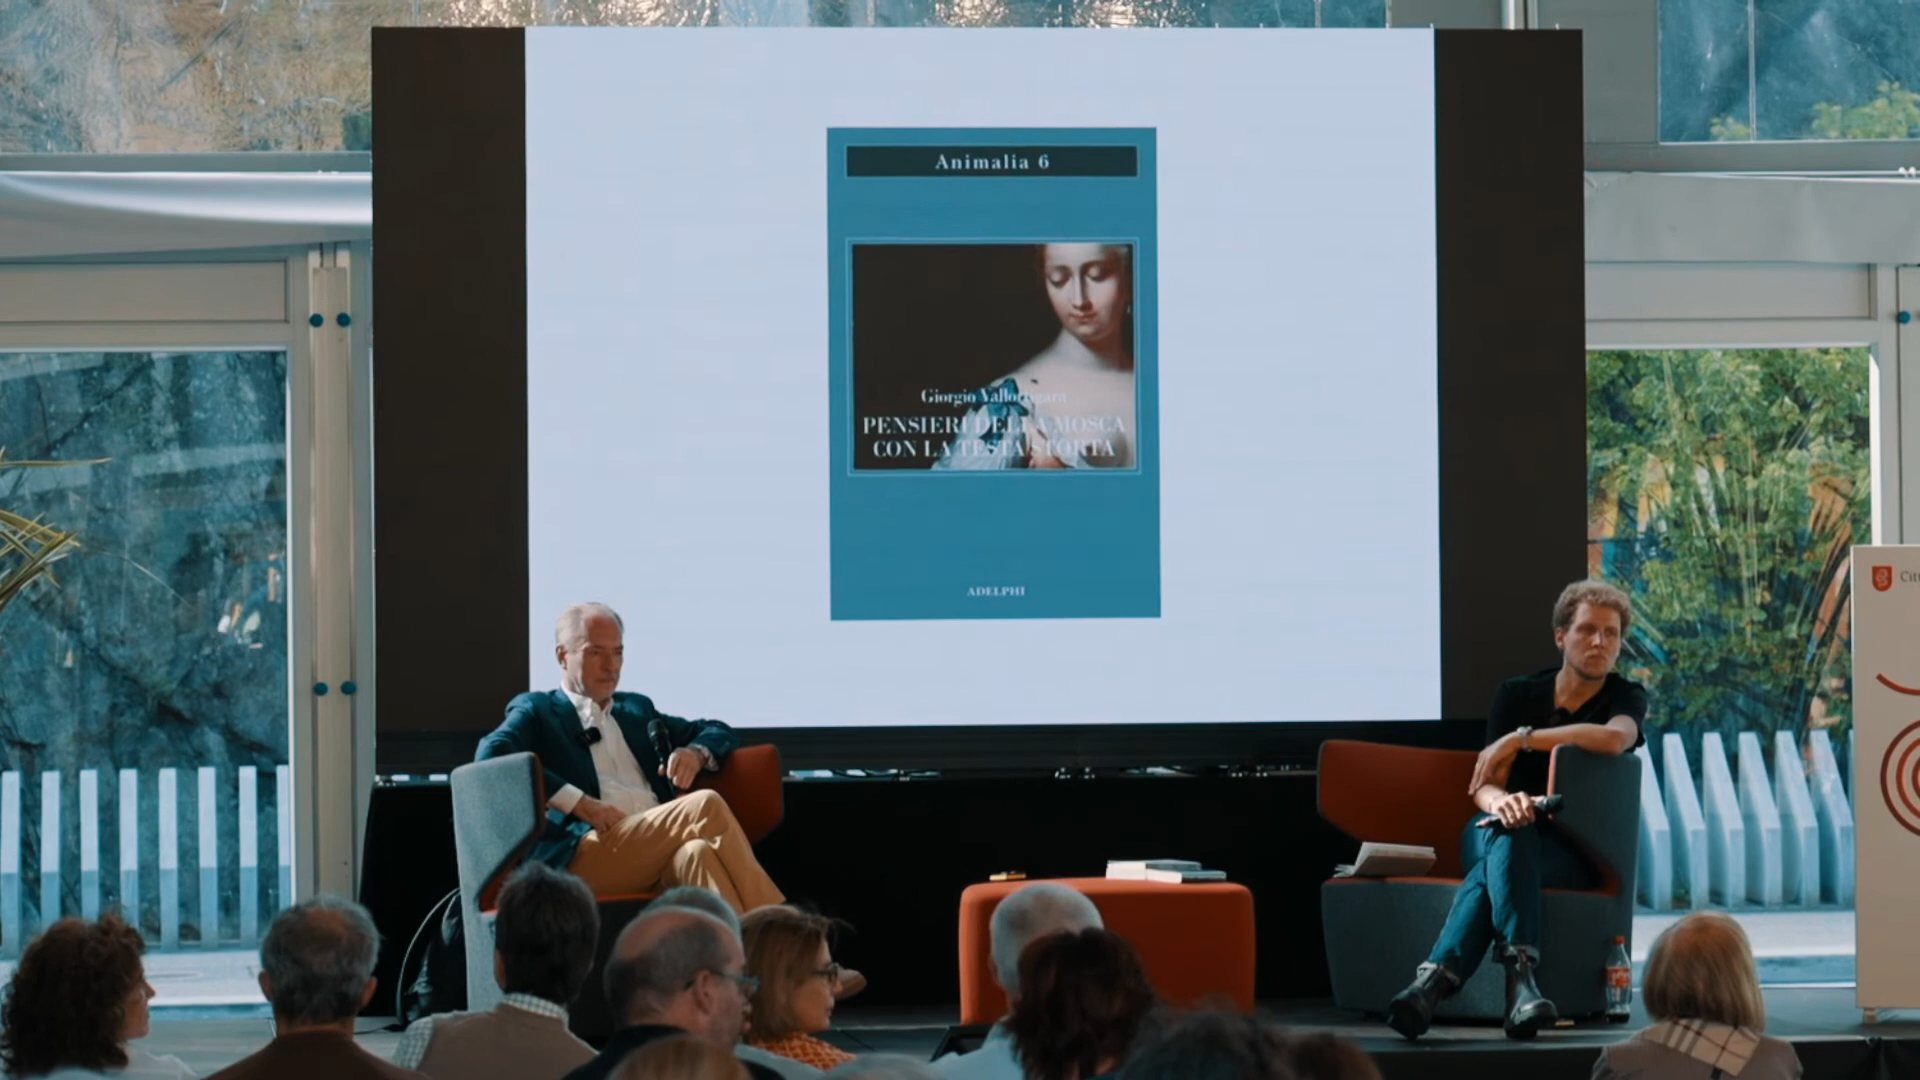 Animalia 6
Giorgio Vallortigara
PENSIERI DELLA MOSCA
CON LA TESTA STORTA
ADELPHI